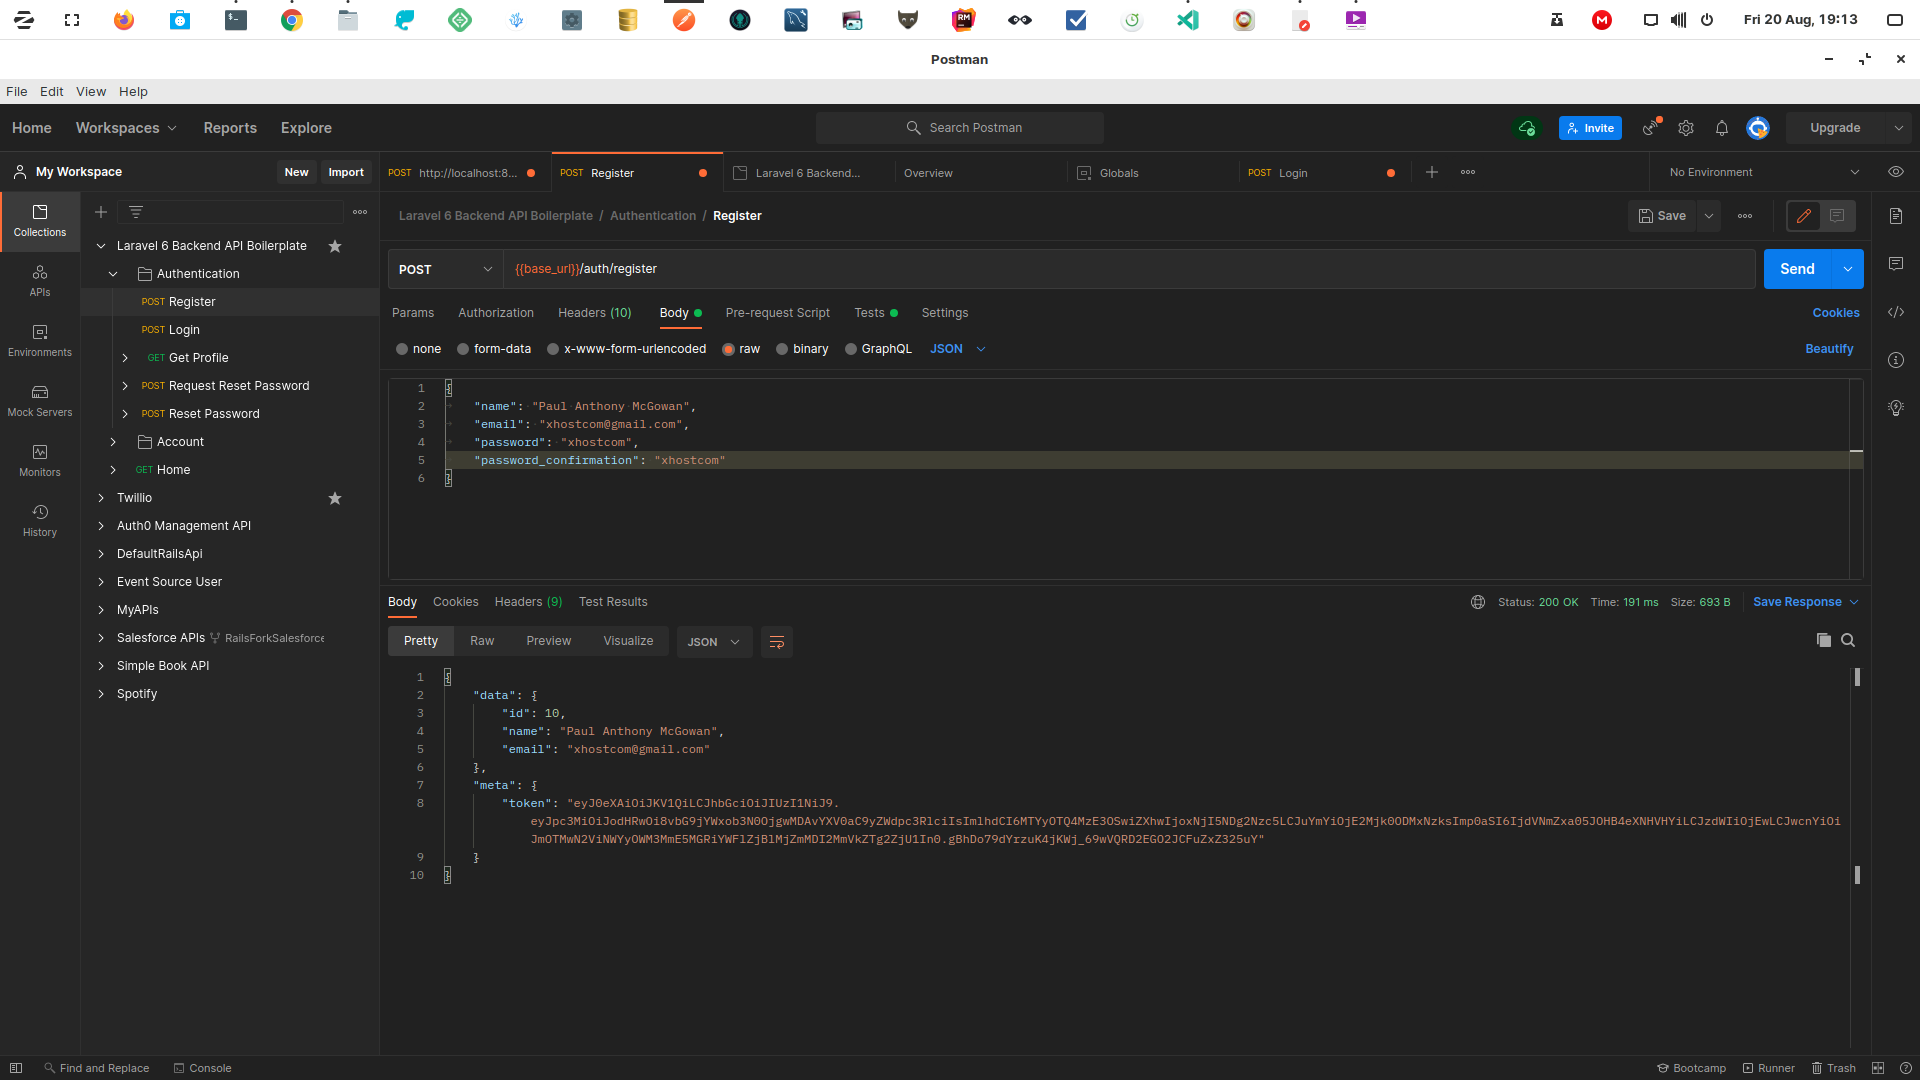 Fri 20 Aug, 19:13
Postman
File Edit View Help
Home Workspaces Reports Explore Search Postman Invite Upgrade
My Workspace New Import
POST http://localhost:8... POST Register Laravel 6 Backend... Overview Globals POST Login No Environment
Collections
APIs
Environments
Mock Servers
Monitors
History
Laravel 6 Backend API Boilerplate
Authentication
POST Register
POST Login
GET Get Profile
POST Request Reset Password
POST Reset Password
Account
GET Home
Twillio
Auth0 Management API
DefaultRailsApi
Event Source User
MyAPIs
Salesforce APIs RailsForkSalesforce
Simple Book API
Spotify
Laravel 6 Backend API Boilerplate / Authentication / Register Save
POST {{base_url}}/auth/register Send
Params Authorization Headers (10) Body Pre-request Script Tests Settings Cookies
none form-data x-www-form-urlencoded raw binary GraphQL JSON Beautify
1 {
2 "name": "Paul Anthony McGowan",
3 "email": "xhostcom@gmail.com",
4 "password": "xhostcom",
5 "password_confirmation": "xhostcom"
6 }
Body Cookies Headers (9) Test Results Status: 200 OK Time: 191 ms Size: 693 B Save Response
Pretty Raw Preview Visualize JSON
1 {
2 "data": {
3 "id": 10,
4 "name": "Paul Anthony McGowan",
5 "email": "xhostcom@gmail.com"
6 },
7 "meta": {
8 "token": "eyJ0eXAiOiJKV1QiLCJhbGciOiJIUzI1NiJ9.
9 }
10 }
Find and Replace Console Bootcamp Runner Trash